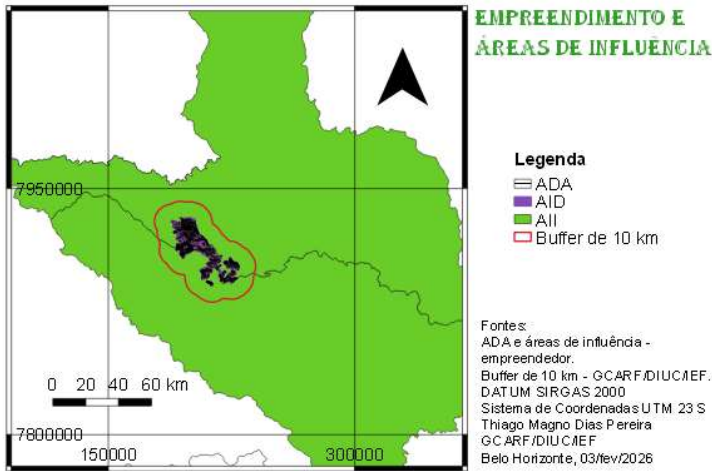 EMPREENDIMENTO E
ÁREAS DE INFLUÊNCIA
Legenda
ADA
AID
AII
Buffer de 10 km
7950000
0 20 40 60 km
7800000
150000 300000
Fontes:
ADA e áreas de influência -
empreendedor.
Buffer de 10 km - GCARF/DIUC/IEF.
DATUM SIRGAS 2000
Sistema de Coordenadas UTM 23 S
Thiago Magno Dias Pereira
GCARF/DIUC/IEF
Belo Horizonte, 03/fev/2026